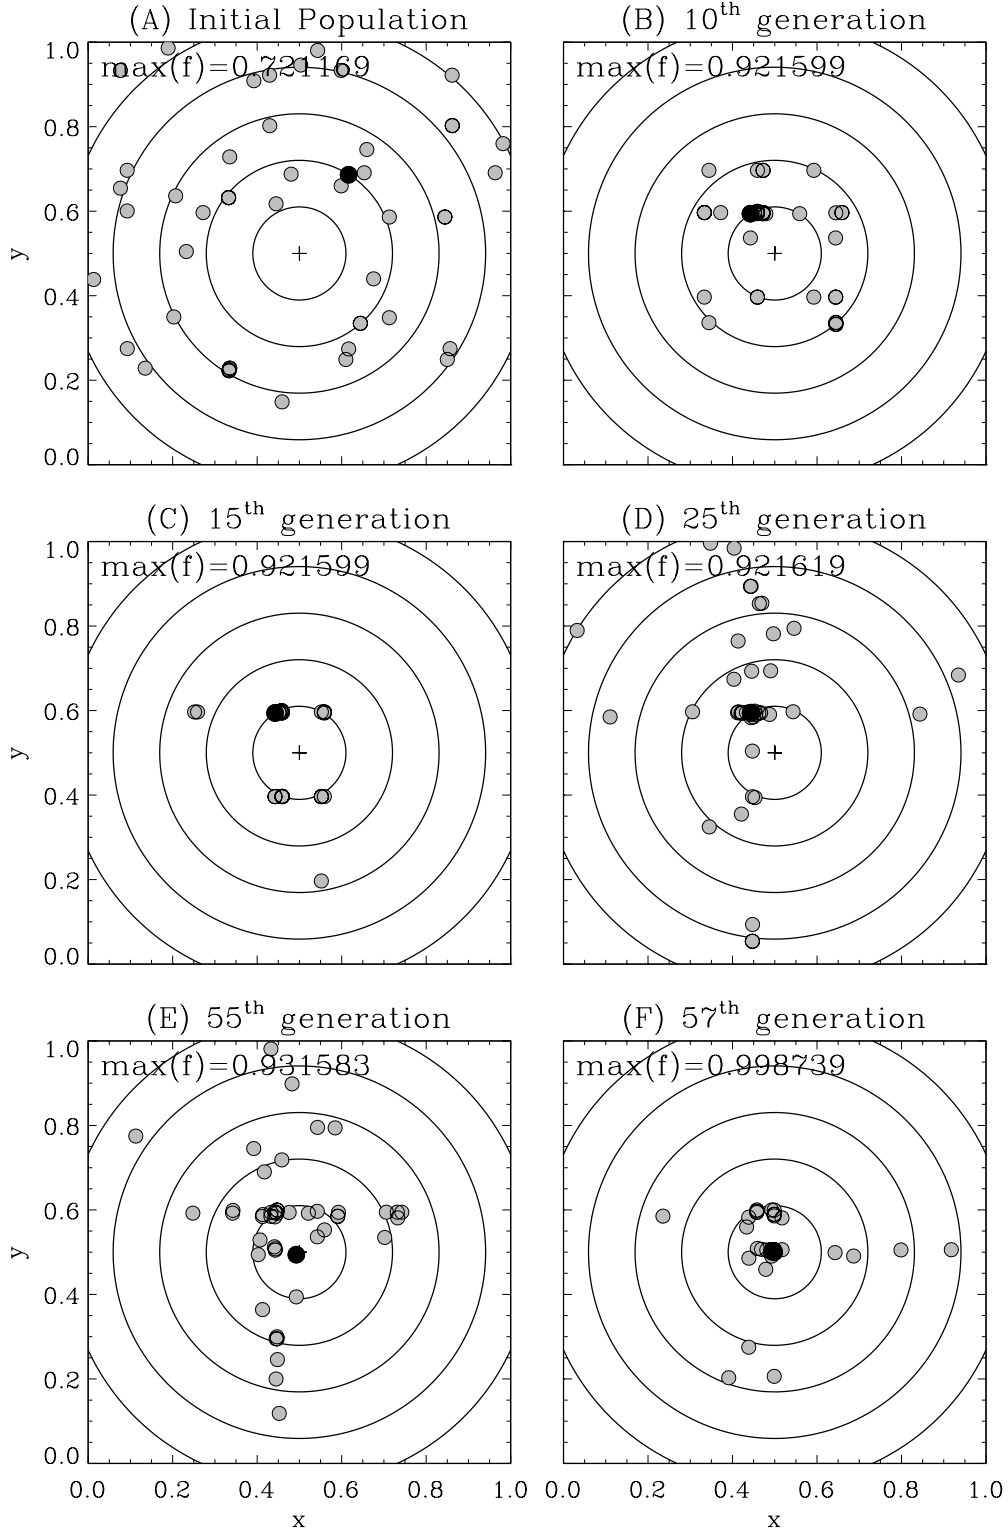 (A) Initial Population
(B) 10th generation
max(f)=0.721169
max(f)=0.921599
1.0
0.8
0.6
y
0.4
0.2
0.0
(C) 15th generation
(D) 25th generation
max(f)=0.921599
max(f)=0.921619
1.0
0.8
0.6
y
0.4
0.2
0.0
(E) 55th generation
(F) 57th generation
max(f)=0.931583
max(f)=0.998739
1.0
0.8
0.6
y
0.4
0.2
0.0
0.0 0.2 0.4 0.6 0.8 1.0
0.0 0.2 0.4 0.6 0.8 1.0
x
x